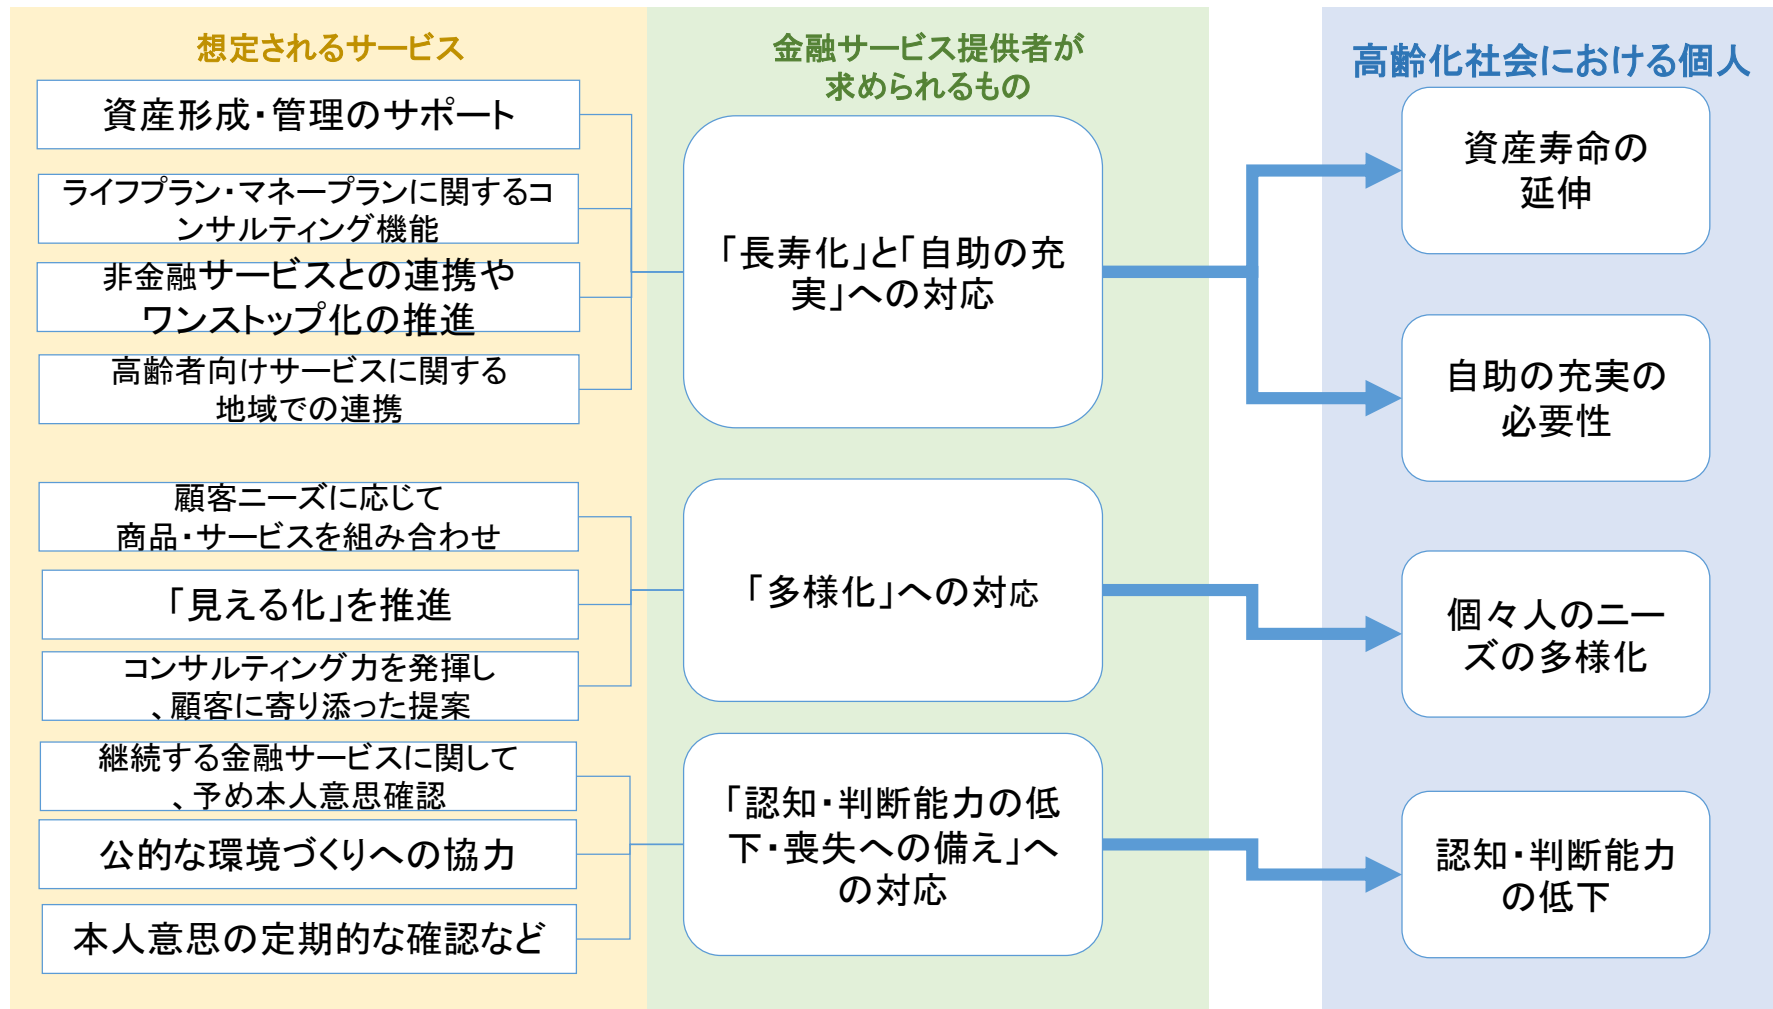 想定されるサービス
資産形成・管理のサポート
ライフプラン・マネープランに関するコ
ンサルティング機能
非金融サービスとの連携や
ワンストップ化の推進
高齢者向けサービスに関する
地域での連携
顧客ニーズに応じて
商品・サービスを組み合わせ
「見える化」を推進
コンサルティング力を発揮し
、顧客に寄り添った提案
継続する金融サービスに関して
、予め本人意思確認
公的な環境づくりへの協力
本人意思の定期的な確認など
金融サービス提供者が
求められるもの
「長寿化」と「自助の充
実」への対応
「多様化」への対応
「認知・判断能力の低
下・喪失への備え」へ
の対応
高齢化社会における個人
資産寿命の
延伸
自助の充実の
必要性
個々人のニー
ズの多様化
認知・判断能力
の低下